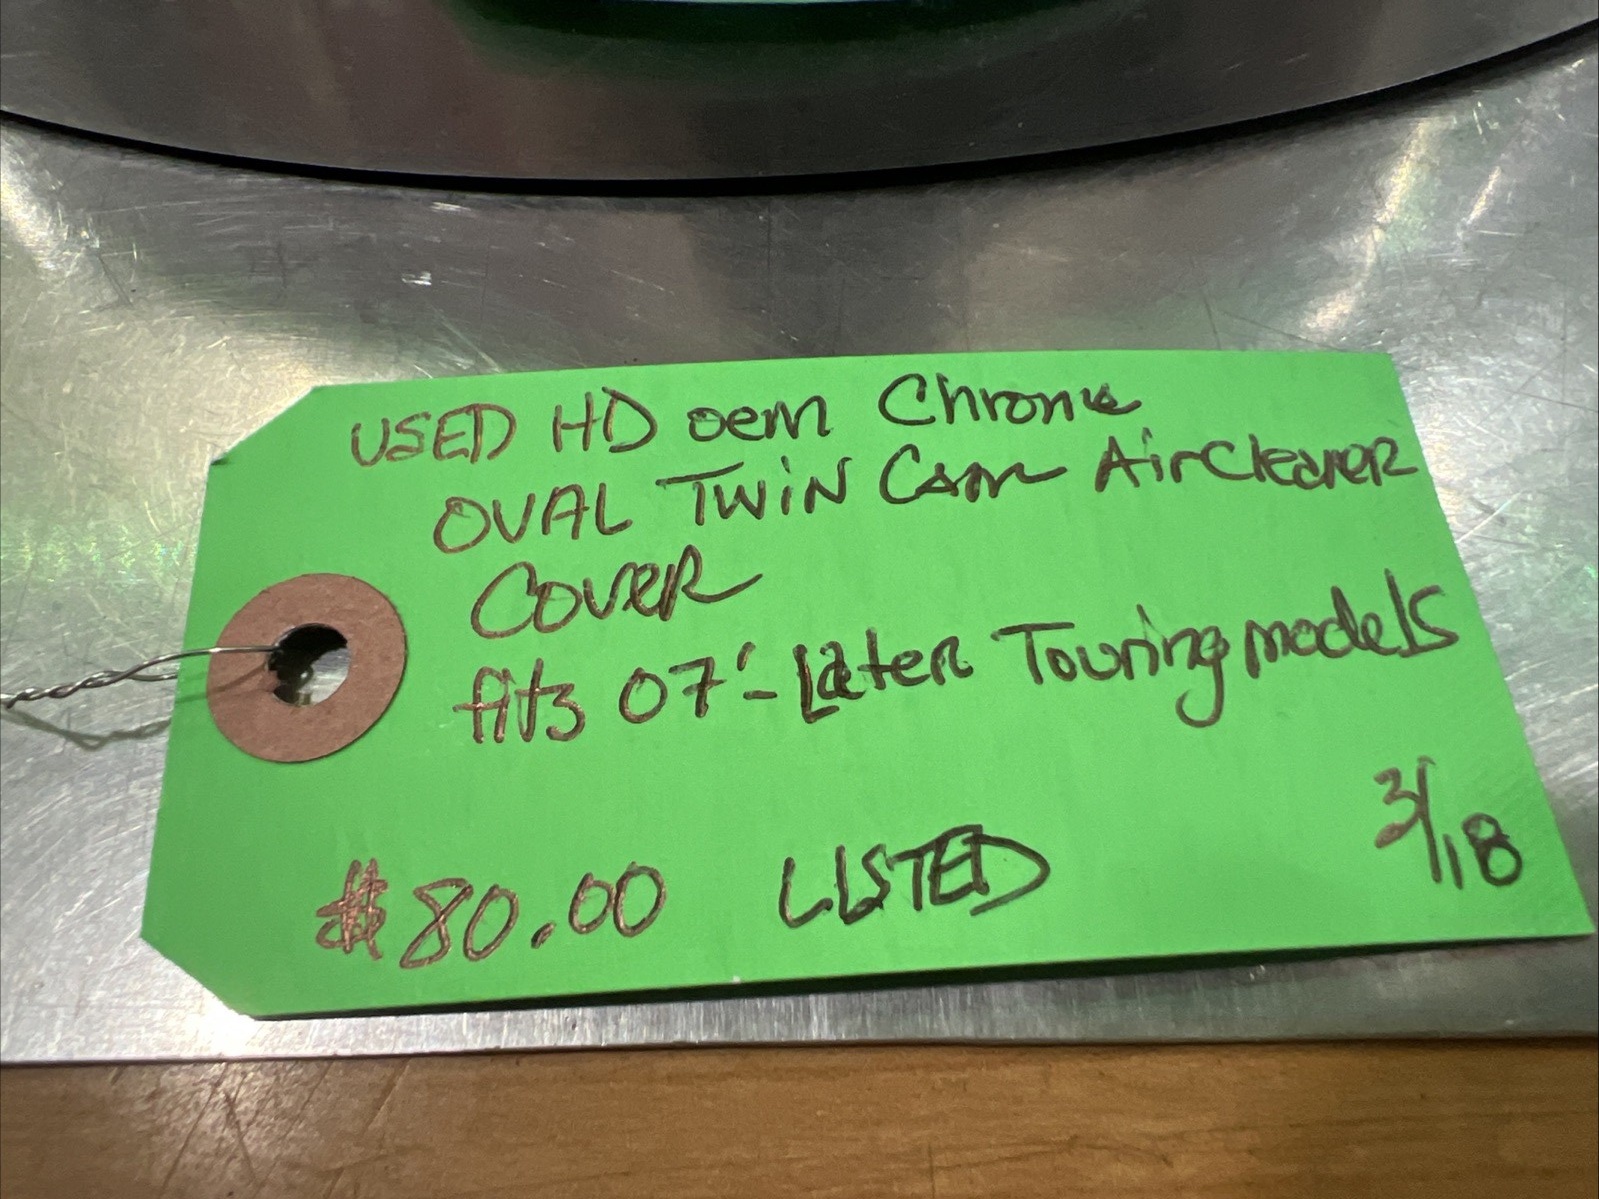 USED HD oem Chrome
OVAL TWIN Cam AirCleaner
COVER
fits 07'-Later Touring models
3/18
$80.00 LISTED